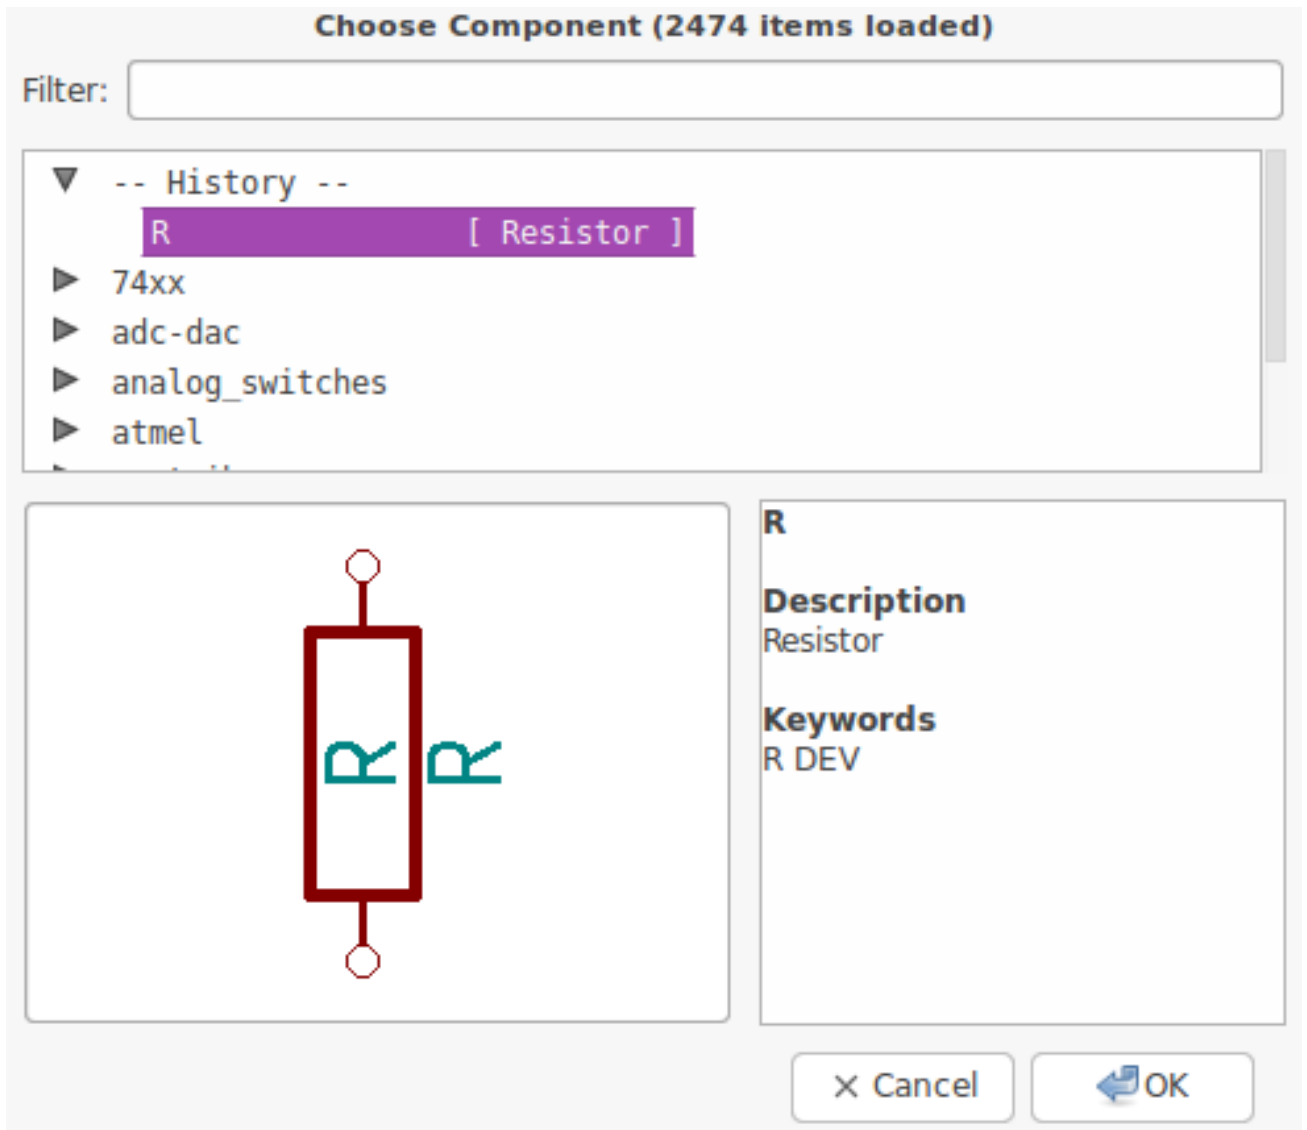 Choose Component (2474 items loaded)
Filter:
-- History --
R [ Resistor ]
74xx
adc-dac
analog_switches
atmel
R
R
R
Description
Resistor
Keywords
R DEV
Cancel
OK